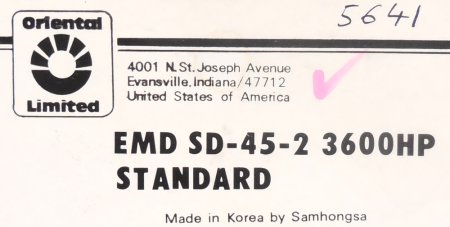 5641
Oriental
Limited
4001 N.St.Joseph Avenue
Evansville,Indiana/47712
United States of America
EMD SD-45-2 3600HP
STANDARD
Made in Korea by Samhongsa